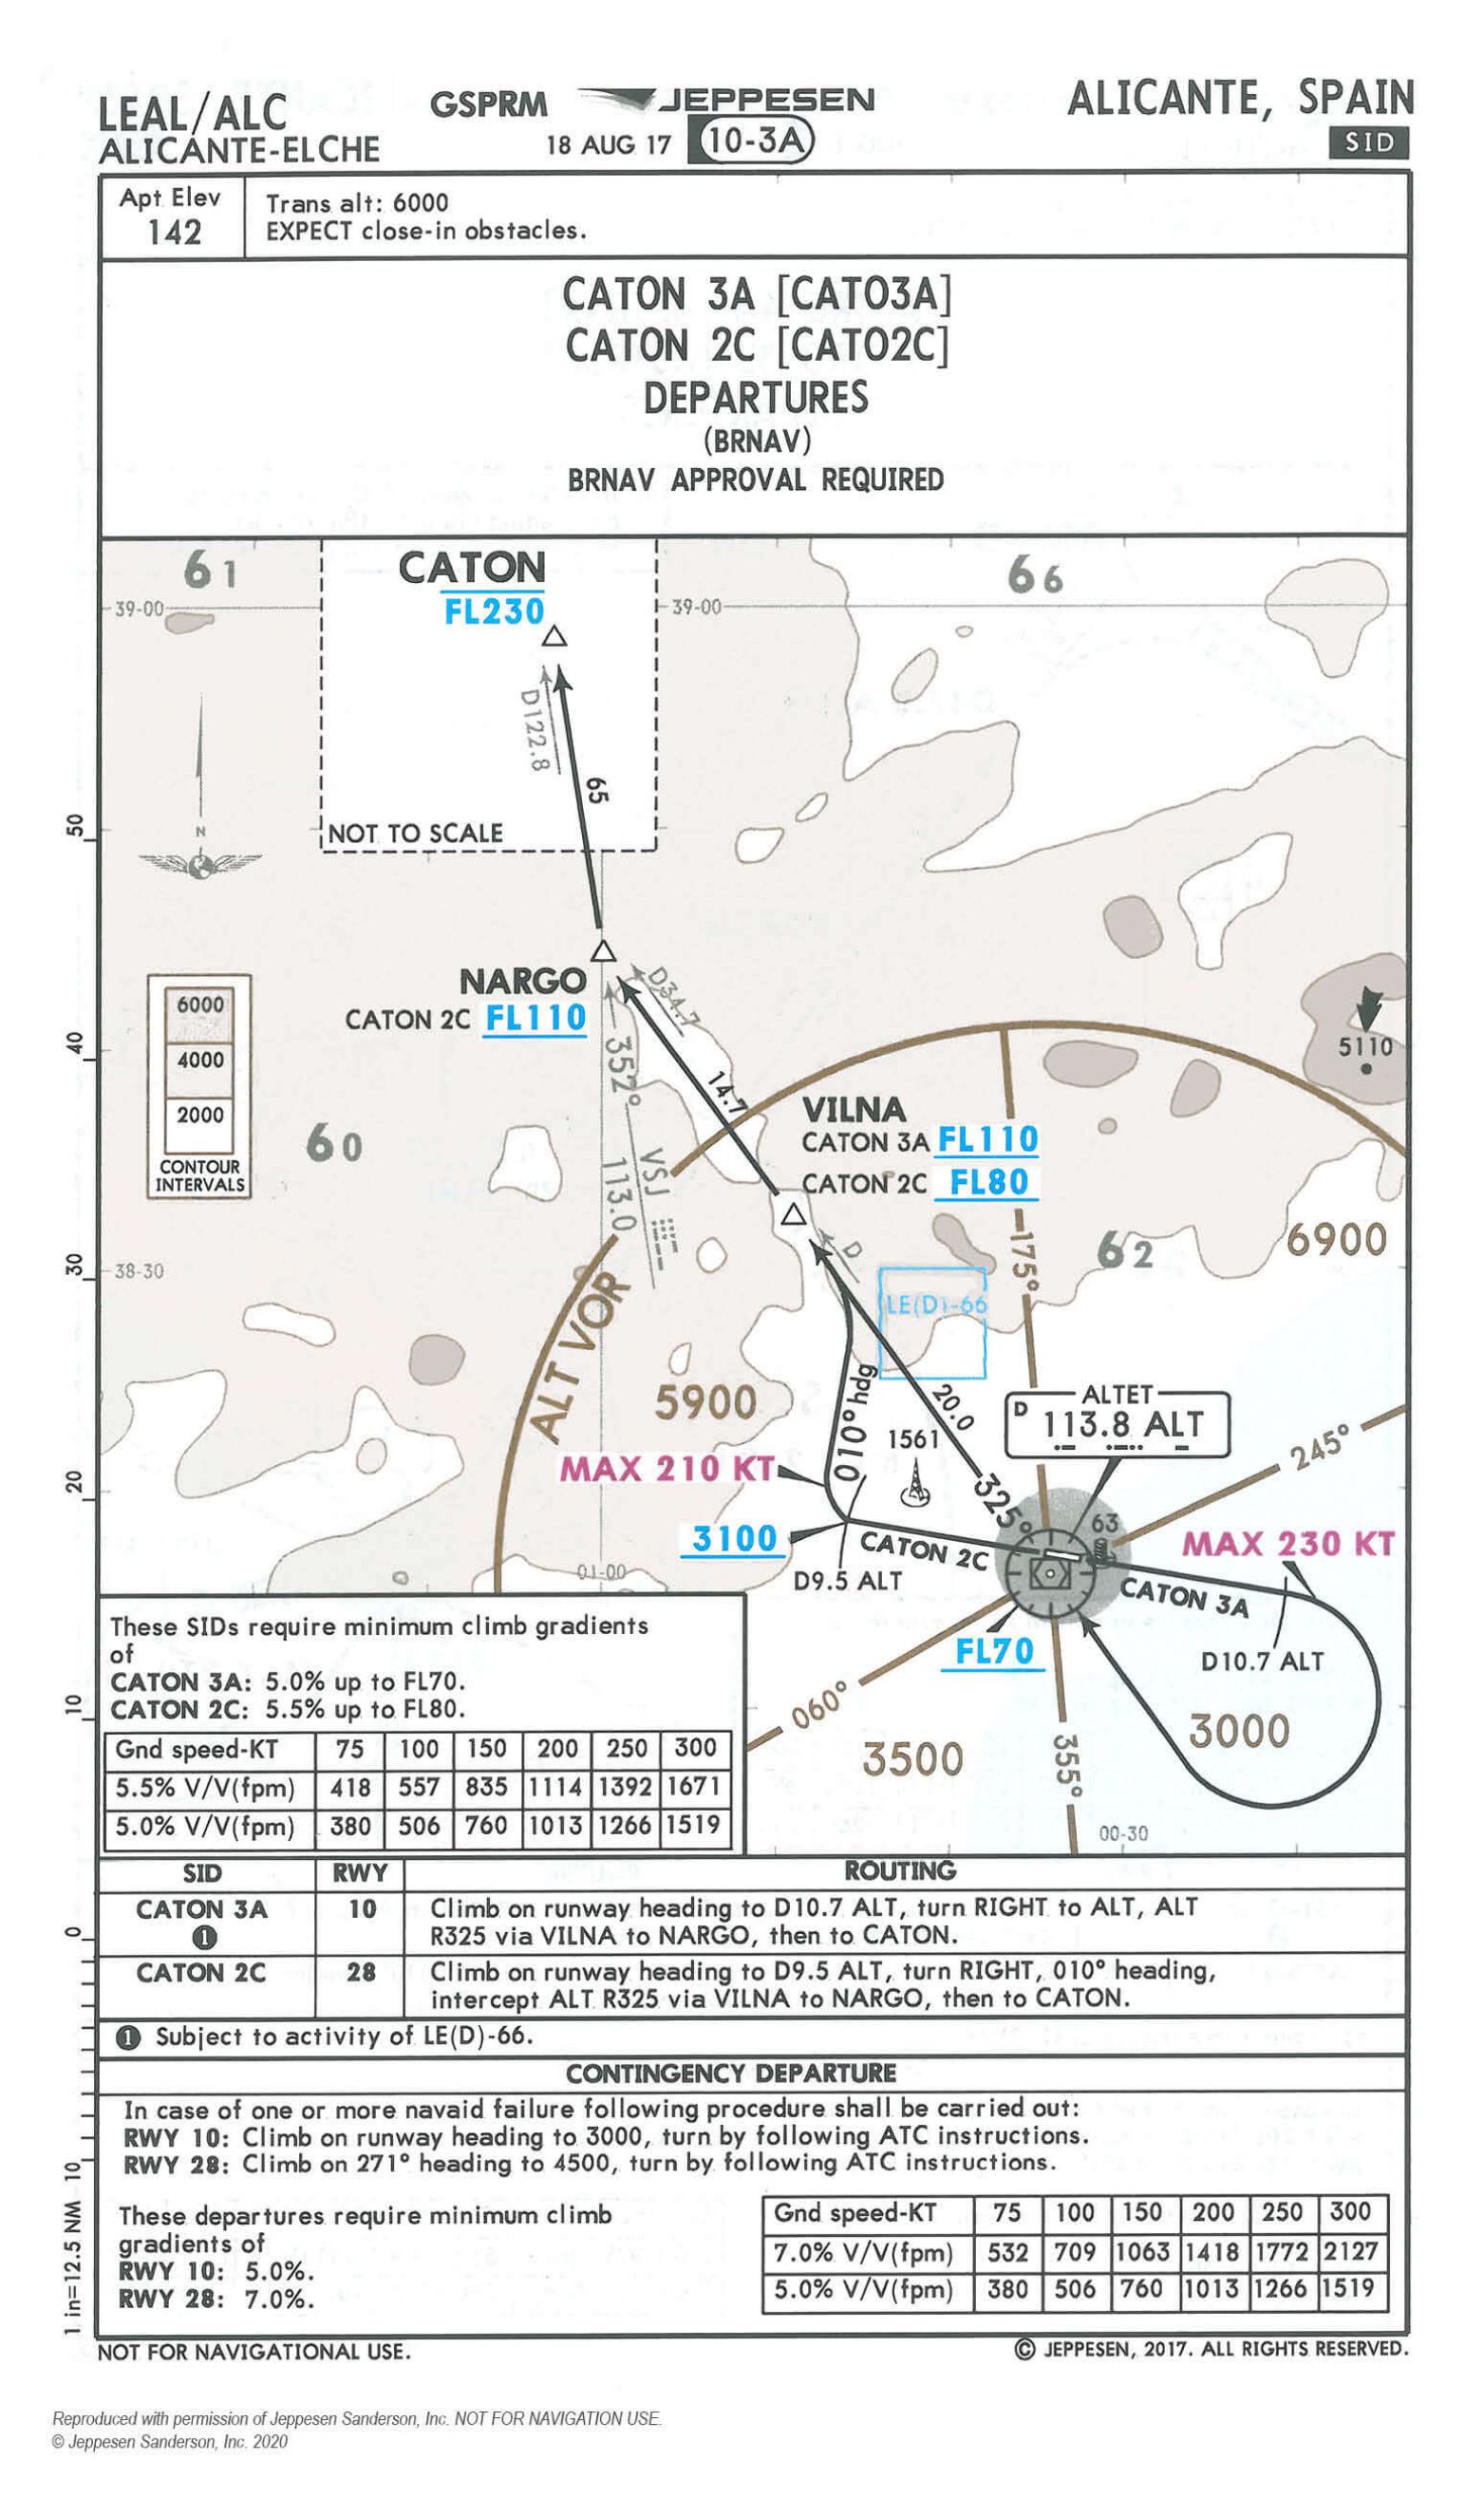 LEAL/ALC
ALICANTE-ELCHE
GSPRM
JEPPESEN
18 AUG 17
10-3A
ALICANTE, SPAIN
SID
Apt Elev
142
Trans alt: 6000
EXPECT close-in obstacles.
CATON 3A [CATO3A]
CATON 2C [CATO2C]
DEPARTURES
(BRNAV)
BRNAV APPROVAL REQUIRED
61
CATON
FL230
66
39-00
39-00
D122.8
65
NOT TO SCALE
N
50
NARGO
CATON 2C FL110
D34.7
352°
14.7
6000
4000
2000
CONTOUR
INTERVALS
40
5110
60
VSJ
113.0
VILNA
CATON 3A FL110
CATON 2C FL80
D
175°
62
6900
30
38-30
LE(D)-66
ALT VOR
5900
010° hdg
20.0
ALTET
D 113.8 ALT
245°
1561
MAX 210 KT
20
325°
63
3100
CATON 2C
MAX 230 KT
D9.5 ALT
CATON 3A
01-00
FL70
D10.7 ALT
060°
3500
355°
3000
00-30
10
These SIDs require minimum climb gradients
of
CATON 3A: 5.0% up to FL70.
CATON 2C: 5.5% up to FL80.
Gnd speed-KT 75 100 150 200 250 300
5.5% V/V(fpm) 418 557 835 1114 1392 1671
5.0% V/V(fpm) 380 506 760 1013 1266 1519
SID RWY ROUTING
CATON 3A 10 Climb on runway heading to D10.7 ALT, turn RIGHT to ALT, ALT
1 R325 via VILNA to NARGO, then to CATON.
0
CATON 2C 28 Climb on runway heading to D9.5 ALT, turn RIGHT, 010° heading,
intercept ALT R325 via VILNA to NARGO, then to CATON.
1 Subject to activity of LE(D)-66.
CONTINGENCY DEPARTURE
In case of one or more navaid failure following procedure shall be carried out:
RWY 10: Climb on runway heading to 3000, turn by following ATC instructions.
RWY 28: Climb on 271° heading to 4500, turn by following ATC instructions.
These departures require minimum climb
gradients of
RWY 10: 5.0%.
RWY 28: 7.0%.
Gnd speed-KT 75 100 150 200 250 300
7.0% V/V(fpm) 532 709 1063 1418 1772 2127
5.0% V/V(fpm) 380 506 760 1013 1266 1519
1 in=12.5 NM 10
NOT FOR NAVIGATIONAL USE.
© JEPPESEN, 2017. ALL RIGHTS RESERVED.
Reproduced with permission of Jeppesen Sanderson, Inc. NOT FOR NAVIGATION USE.
© Jeppesen Sanderson, Inc. 2020